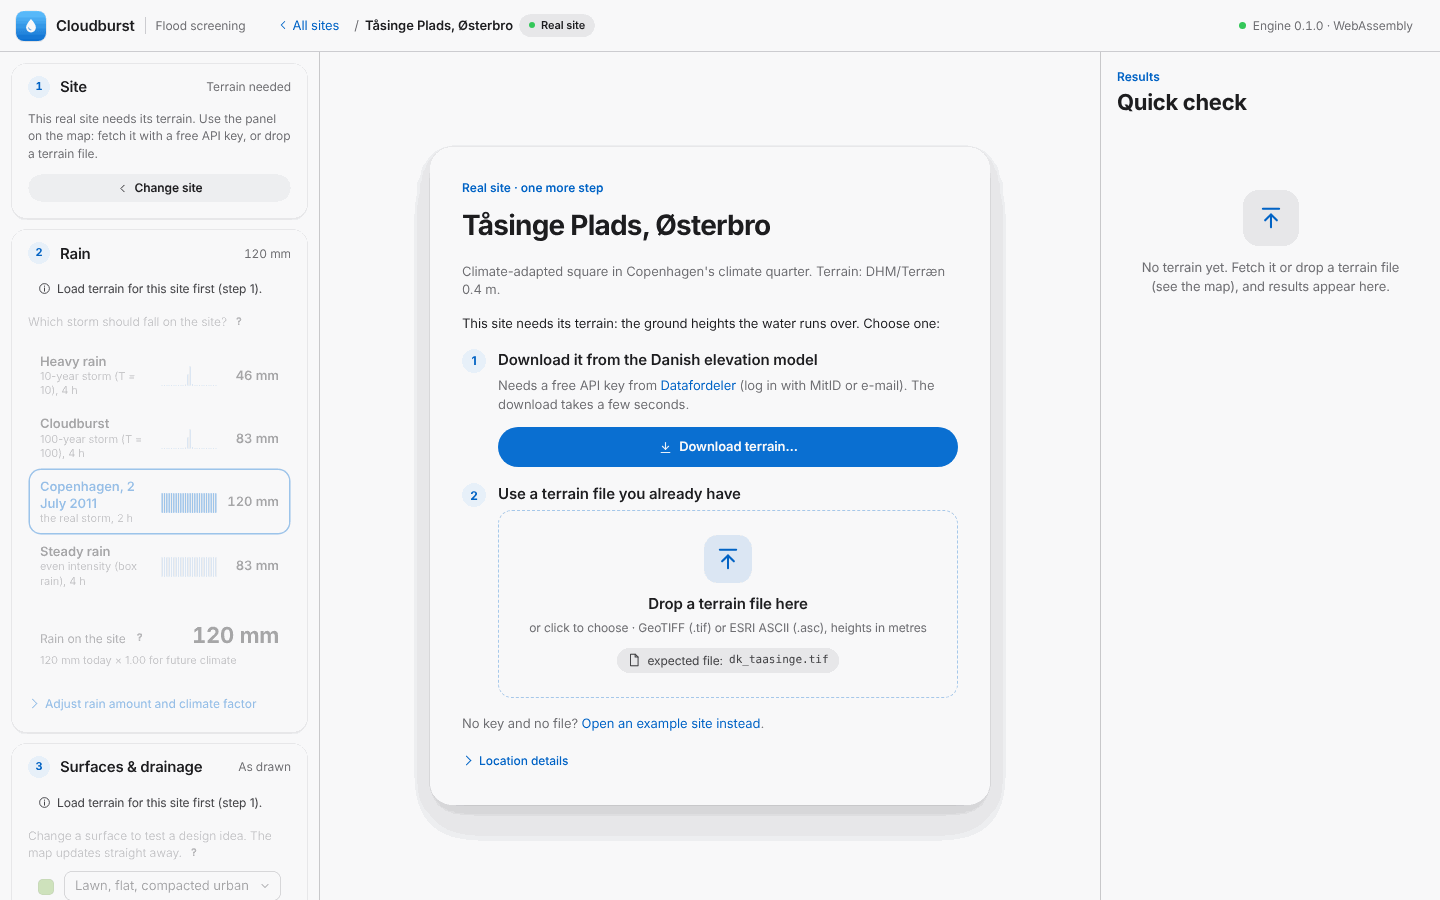 Cloudburst
Flood screening
All sites
/ Tåsinge Plads, Østerbro
Real site
Engine 0.1.0 · WebAssembly
1
Site
Terrain needed
This real site needs its terrain. Use the panel
on the map: fetch it with a free API key, or drop
a terrain file.
Change site
2
Rain
120 mm
Load terrain for this site first (step 1).
Which storm should fall on the site? ?
Heavy rain
10-year storm (T =
10), 4 h
46 mm
Cloudburst
100-year storm (T =
100), 4 h
83 mm
Copenhagen, 2
July 2011
the real storm, 2 h
120 mm
Steady rain
even intensity (box
rain), 4 h
83 mm
Rain on the site ?
120 mm
120 mm today × 1.00 for future climate
Adjust rain amount and climate factor
3
Surfaces & drainage
As drawn
Load terrain for this site first (step 1).
Change a surface to test a design idea. The
map updates straight away. ?
Lawn, flat, compacted urban
Real site · one more step
Tåsinge Plads, Østerbro
Climate-adapted square in Copenhagen's climate quarter. Terrain: DHM/Terræn
0.4 m.
This site needs its terrain: the ground heights the water runs over. Choose one:
1
Download it from the Danish elevation model
Needs a free API key from Datafordeler (log in with MitID or e-mail). The
download takes a few seconds.
Download terrain...
2
Use a terrain file you already have
Drop a terrain file here
or click to choose · GeoTIFF (.tif) or ESRI ASCII (.asc), heights in metres
expected file: dk_taasinge.tif
No key and no file? Open an example site instead.
Location details
Results
Quick check
No terrain yet. Fetch it or drop a terrain file
(see the map), and results appear here.